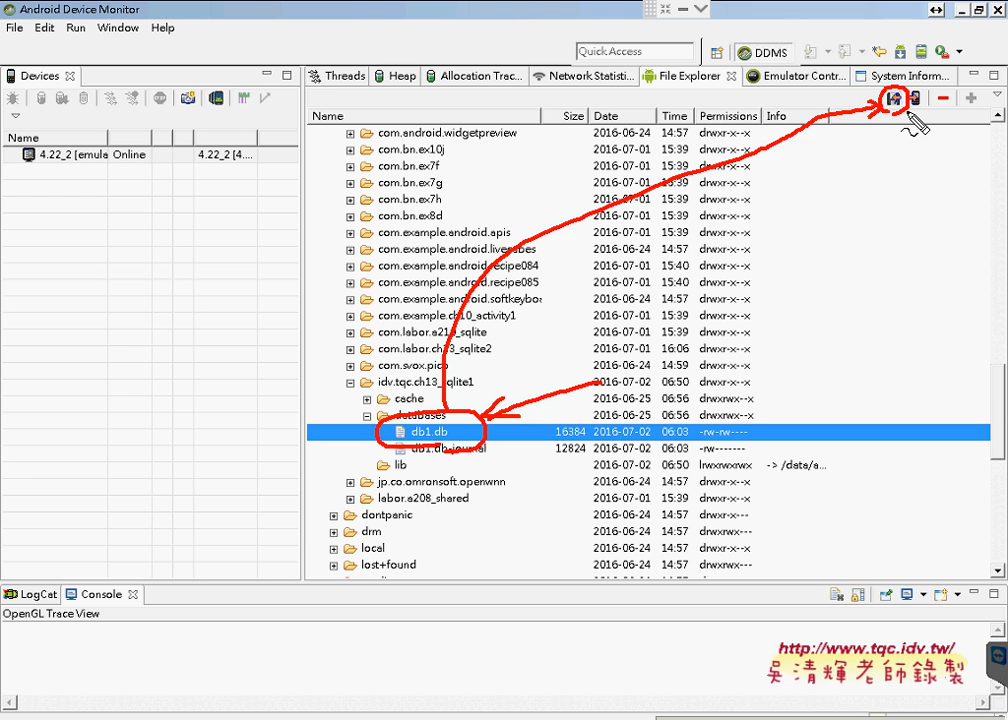 Android Device Monitor
File Edit Run Window Help
Quick Access
DDMS
Devices
Threads Heap Allocation Trac... Network Statisti... File Explorer Emulator Contr... System Inform...
Name
4.22_2 [emula Online 4.22_2 [4....
Name Size Date Time Permissions Info
com.android.widgetpreview 2016-06-24 14:57 drwxr-x--x
com.bn.ex10j 2016-07-01 15:39 drwxr-x--x
com.bn.ex7f 2016-07-01 15:39 drwxr-x--x
com.bn.ex7g 2016-07-01 15:39 drwxr-x--x
com.bn.ex7h 2016-07-01 15:39 drwxr-x--x
com.bn.ex8d 2016-07-01 15:39 drwxr-x--x
com.example.android.apis 2016-07-01 15:39 drwxr-x--x
com.example.android.livecubes 2016-06-24 14:57 drwxr-x--x
com.example.android.recipe084 2016-07-01 15:40 drwxr-x--x
com.example.android.recipe085 2016-07-01 15:40 drwxr-x--x
com.example.android.softkeyboa 2016-06-24 14:57 drwxr-x--x
com.example.ch10_activity1 2016-07-01 15:39 drwxr-x--x
com.labor.a210_sqlite 2016-07-01 15:39 drwxr-x--x
com.labor.ch13_sqlite2 2016-07-01 16:06 drwxr-x--x
com.svox.pico 2016-06-24 14:59 drwxr-x--x
idv.tqc.ch13_sqlite1 2016-07-02 06:50 drwxr-x--x
cache 2016-06-25 06:56 drwxrwx--x
databases 2016-06-25 06:56 drwxrwx--x
db1.db 16384 2016-07-02 06:03 -rw-rw----
db1.db-journal 12824 2016-07-02 06:03 -rw-------
lib 2016-07-02 06:50 lrwxrwxrwx -> /data/a...
jp.co.omronsoft.openwnn 2016-06-24 14:57 drwxr-x--x
labor.a208_shared 2016-07-01 15:39 drwxr-x--x
dontpanic 2016-06-24 14:57 drwxr-x---
drm 2016-06-24 14:57 drwxrwx---
local 2016-06-24 14:57 drwxr-x--x
lost+found 2016-06-24 14:57 drwxrwx---
LogCat Console
OpenGL Trace View
http://www.tqc.idv.tw/
吳清輝老師錄製